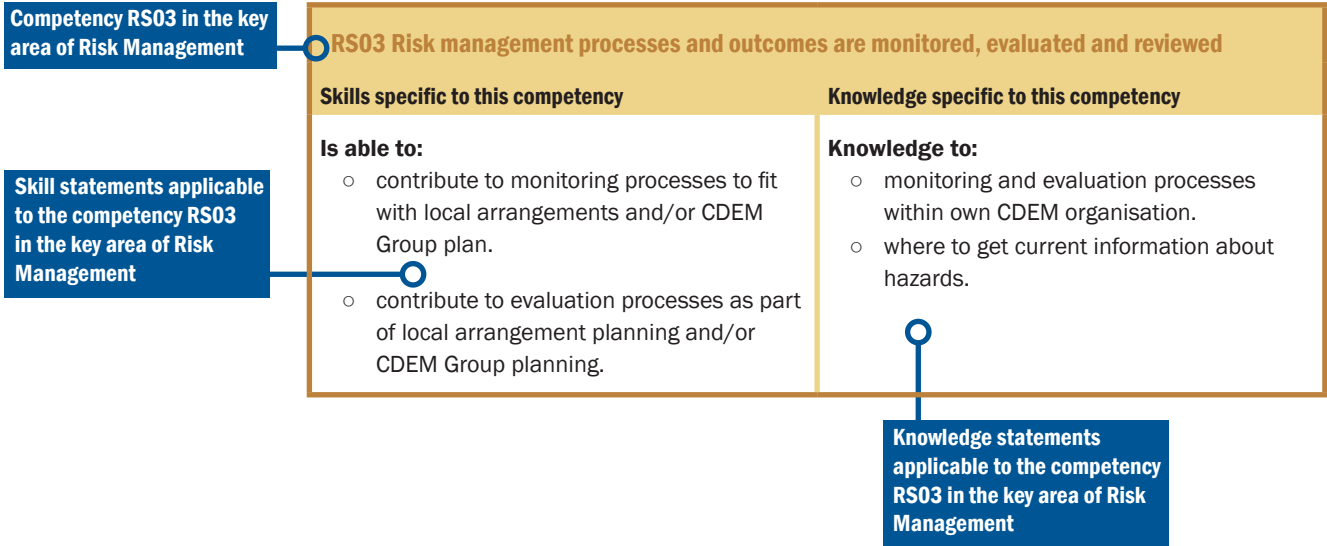 Competency RS03 in the key
area of Risk Management
RS03 Risk management processes and outcomes are monitored, evaluated and reviewed
Skills specific to this competency
Knowledge specific to this competency
Skill statements applicable
to the competency RS03
in the key area of Risk
Management
Is able to:
○ contribute to monitoring processes to fit
with local arrangements and/or CDEM
Group plan.
○ contribute to evaluation processes as part
of local arrangement planning and/or
CDEM Group planning.
Knowledge to:
○ monitoring and evaluation processes
within own CDEM organisation.
○ where to get current information about
hazards.
Knowledge statements
applicable to the competency
RS03 in the key area of Risk
Management